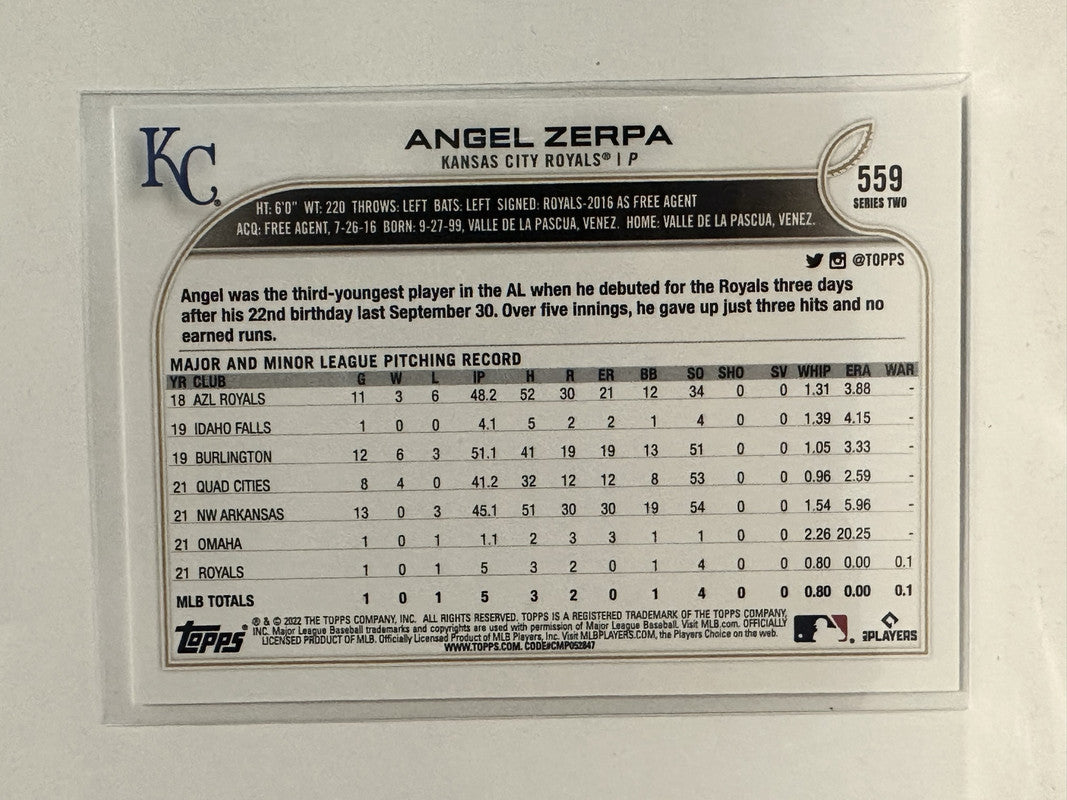 KC
ANGEL ZERPA
KANSAS CITY ROYALS® | P
559
SERIES TWO
HT: 6'0" WT: 220 THROWS: LEFT BATS: LEFT SIGNED: ROYALS-2016 AS FREE AGENT
ACQ: FREE AGENT, 7-26-16 BORN: 9-27-99, VALLE DE LA PASCUA, VENEZ. HOME: VALLE DE LA PASCUA, VENEZ.
@TOPPS
Angel was the third-youngest player in the AL when he debuted for the Royals three days
after his 22nd birthday last September 30. Over five innings, he gave up just three hits and no
earned runs.
MAJOR AND MINOR LEAGUE PITCHING RECORD
YR CLUB G W L IP H R ER BB SO SHO SV WHIP ERA WAR
18 AZL ROYALS 11 3 6 48.2 52 30 21 12 34 0 0 1.31 3.88 -
19 IDAHO FALLS 1 0 0 4.1 5 2 2 1 4 0 0 1.39 4.15 -
19 BURLINGTON 12 6 3 51.1 41 19 19 13 51 0 0 1.05 3.33 -
21 QUAD CITIES 8 4 0 41.2 32 12 12 8 53 0 0 0.96 2.59 -
21 NW ARKANSAS 13 0 3 45.1 51 30 30 19 54 0 0 1.54 5.96 -
21 OMAHA 1 0 1 1.1 2 3 3 1 1 0 0 2.26 20.25 -
21 ROYALS 1 0 1 5 3 2 0 1 4 0 0 0.80 0.00 0.1
MLB TOTALS 1 0 1 5 3 2 0 1 4 0 0 0.80 0.00 0.1
TOPPS®
® & © 2022 THE TOPPS COMPANY, INC. ALL RIGHTS RESERVED. TOPPS IS A REGISTERED TRADEMARK OF THE TOPPS COMPANY,
INC. Major League Baseball trademarks and copyrights are used with permission of Major League Baseball. Visit MLB.com. OFFICIALLY
LICENSED PRODUCT OF MLB. Officially Licensed Product of MLB Players, Inc. Visit MLBPLAYERS.COM, the Players Choice on the web.
WWW.TOPPS.COM. CODE#CMP052847
MLBPLAYERS